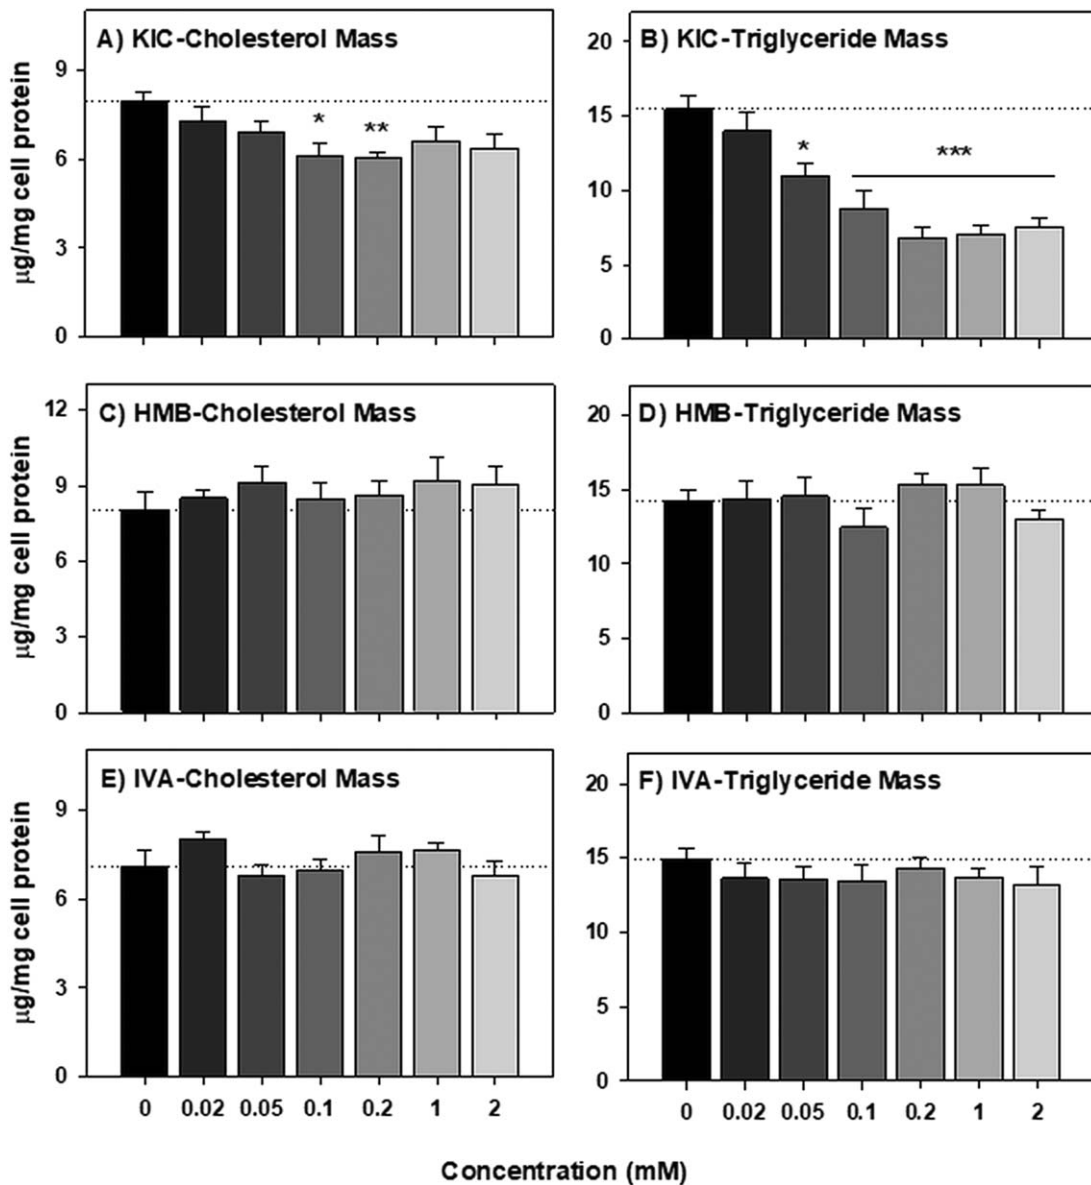 A) KIC-Cholesterol Mass
9
6
3
0
µg/mg cell protein
*
**
B) KIC-Triglyceride Mass
20
15
10
5
0
*
***
C) HMB-Cholesterol Mass
12
9
6
3
0
µg/mg cell protein
D) HMB-Triglyceride Mass
20
15
10
5
0
E) IVA-Cholesterol Mass
9
6
3
0
µg/mg cell protein
0 0.02 0.05 0.1 0.2 1 2
F) IVA-Triglyceride Mass
20
15
10
5
0
0 0.02 0.05 0.1 0.2 1 2
Concentration (mM)